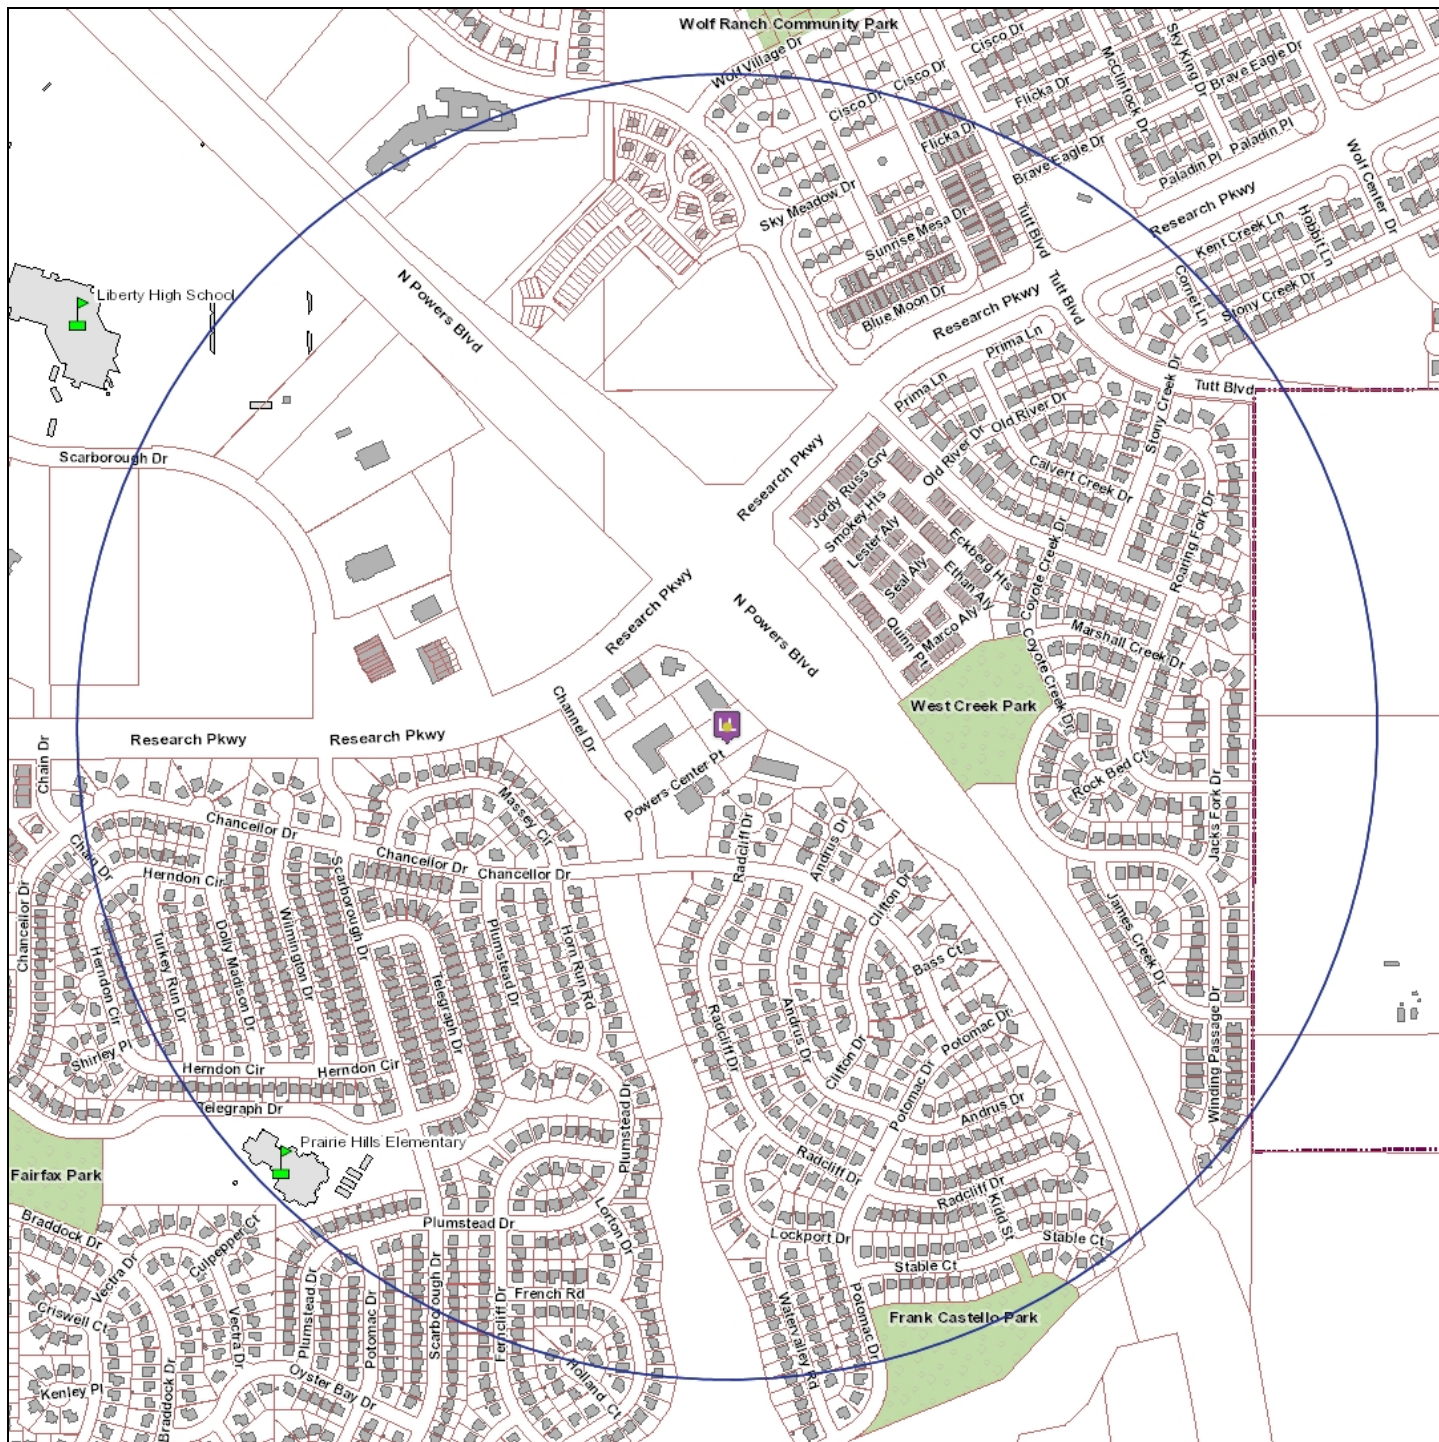 Wolf Ranch Community Park
Wolf Village Dr
Cisco Dr
Cisco Dr
Cisco Dr
Flicka Dr
McClintock Dr
Sky King Dr
Brave Eagle Dr
Flicka Dr
Brave Eagle Dr
Paladin Pl
Paladin Pl
Wolf Center Dr
Research Pkwy
Sky Meadow Dr
Sunrise Mesa Dr
Tutt Blvd
Kent Creek Ln
Hobbit Ln
Liberty High School
N Powers Blvd
Blue Moon Dr
Research Pkwy
Tutt Blvd
Cornet Ln
Stony Creek Dr
Prima Ln
Prima Ln
Stony Creek Dr
Tutt Blvd
Old River Dr
Old River Dr
Calvert Creek Dr
Scarborough Dr
Research Pkwy
Jordy Russ Grv
Smokey Hts
Lester Aly
Seal Aly
Eckberg Hts
Ethan Aly
Marco Aly
Quinn Pt
Coyote Creek Dr
Roaring Fork Dr
Research Pkwy
N Powers Blvd
Marshall Creek Dr
Coyote Creek Dr
West Creek Park
Channel Dr
Research Pkwy
Research Pkwy
Chain Dr
Powers Center Pt
Rock Bed Ct
Jacks Fork Dr
Massey Cir
Chancellor Dr
Chancellor Dr
Chancellor Dr
Radcliff Dr
Andrus Dr
Chain Dr
Herndon Cir
Scarborough Dr
Clifton Dr
Chancellor Dr
Turkey Run Dr
Dolly Madison Dr
Wilmington Dr
Plumstead Dr
Horn Run Rd
James Creek Dr
Bass Ct
Herndon Cir
Telegraph Dr
Radcliff Dr
Andrus Dr
Clifton Dr
Potomac Dr
Potomac Dr
Winding Passage Dr
Shirley Pl
Herndon Cir
Herndon Cir
Telegraph Dr
Plumstead Dr
Andrus Dr
Prairie Hills Elementary
Fairfax Park
Radcliff Dr
Radcliff Dr
Kidd St
Braddock Dr
Culpepper Ct
Plumstead Dr
Lorton Dr
Lockport Dr
Stable Ct
Stable Ct
Vectra Dr
Criswell Ct
Vectra Dr
Plumstead Dr
Potomac Dr
Scarborough Dr
Ferncliff Dr
French Rd
Watervalley Rd
Potomac Dr
Frank Castello Park
Kenley Pl
Braddock Dr
Oyster Bay Dr
Holland Ct